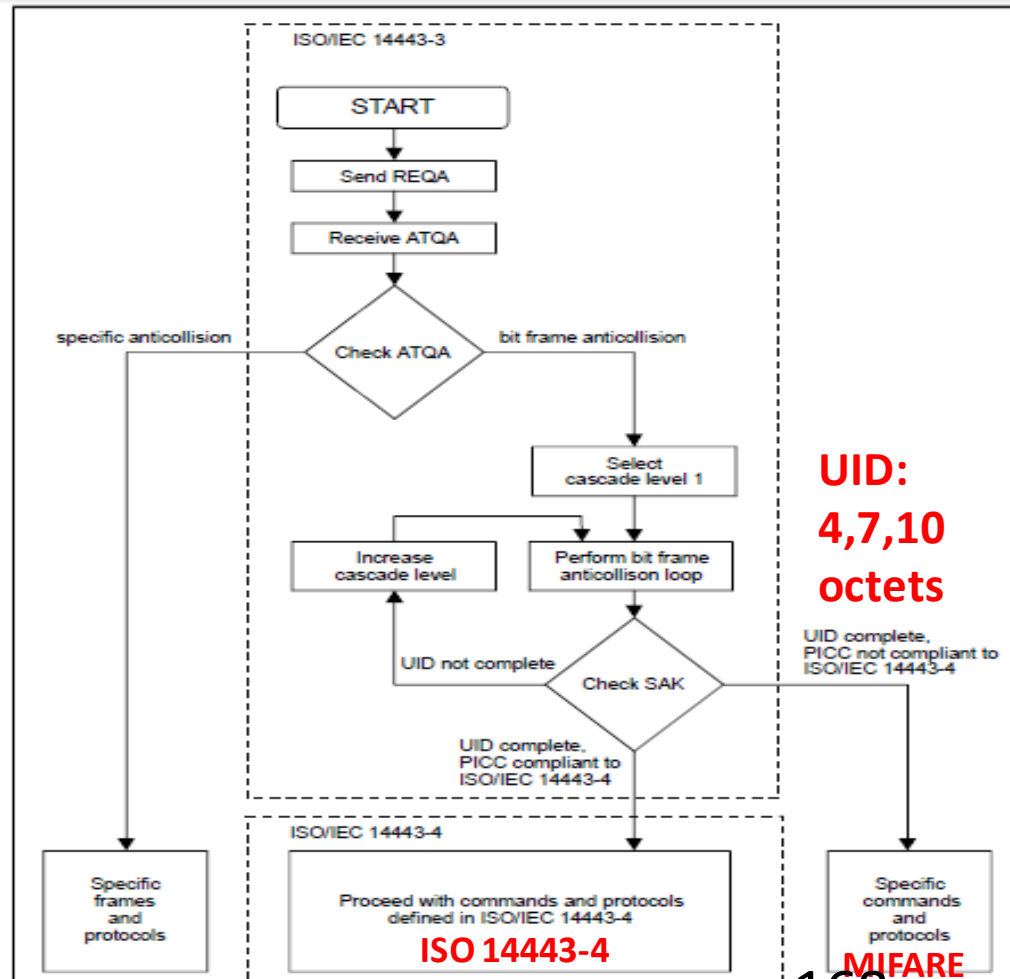 ISO/IEC 14443-3
START
Send REQA
Receive ATQA
Check ATQA
specific anticollision
bit frame anticollision
Select
cascade level 1
Increase
cascade level
Perform bit frame
anticollison loop
UID:
4,7,10
octets
UID not complete
Check SAK
UID complete,
PICC not compliant to
ISO/IEC 14443-4
UID complete,
PICC compliant to
ISO/IEC 14443-4
ISO/IEC 14443-4
Specific
frames
and
protocols
Proceed with commands and protocols
defined in ISO/IEC 14443-4
ISO 14443-4
Specific
commands
and
protocols
MIFARE